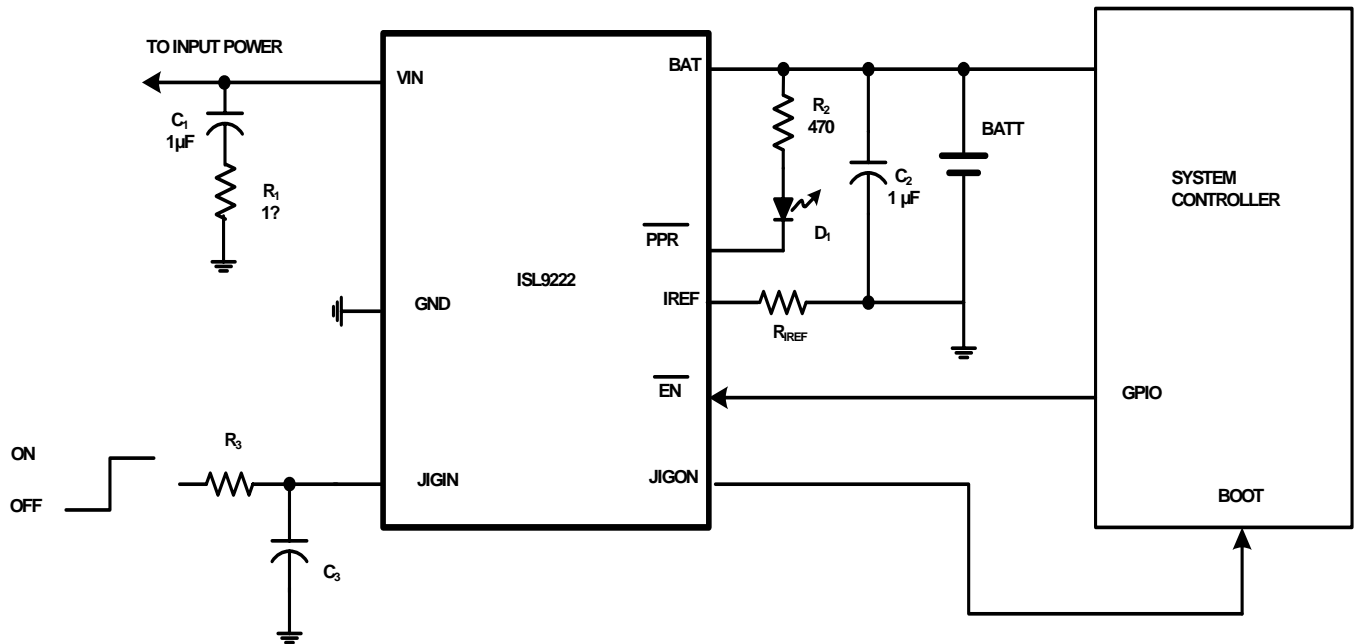 TO INPUT POWER
VIN
C1
1µF
R1
1?
GND
ISL9222
ON
OFF
R3
JIGIN
C3
BAT
R2
470
D1
PPR
C2
1 µF
BATT
IREF
RIREF
EN
JIGON
SYSTEM
CONTROLLER
GPIO
BOOT